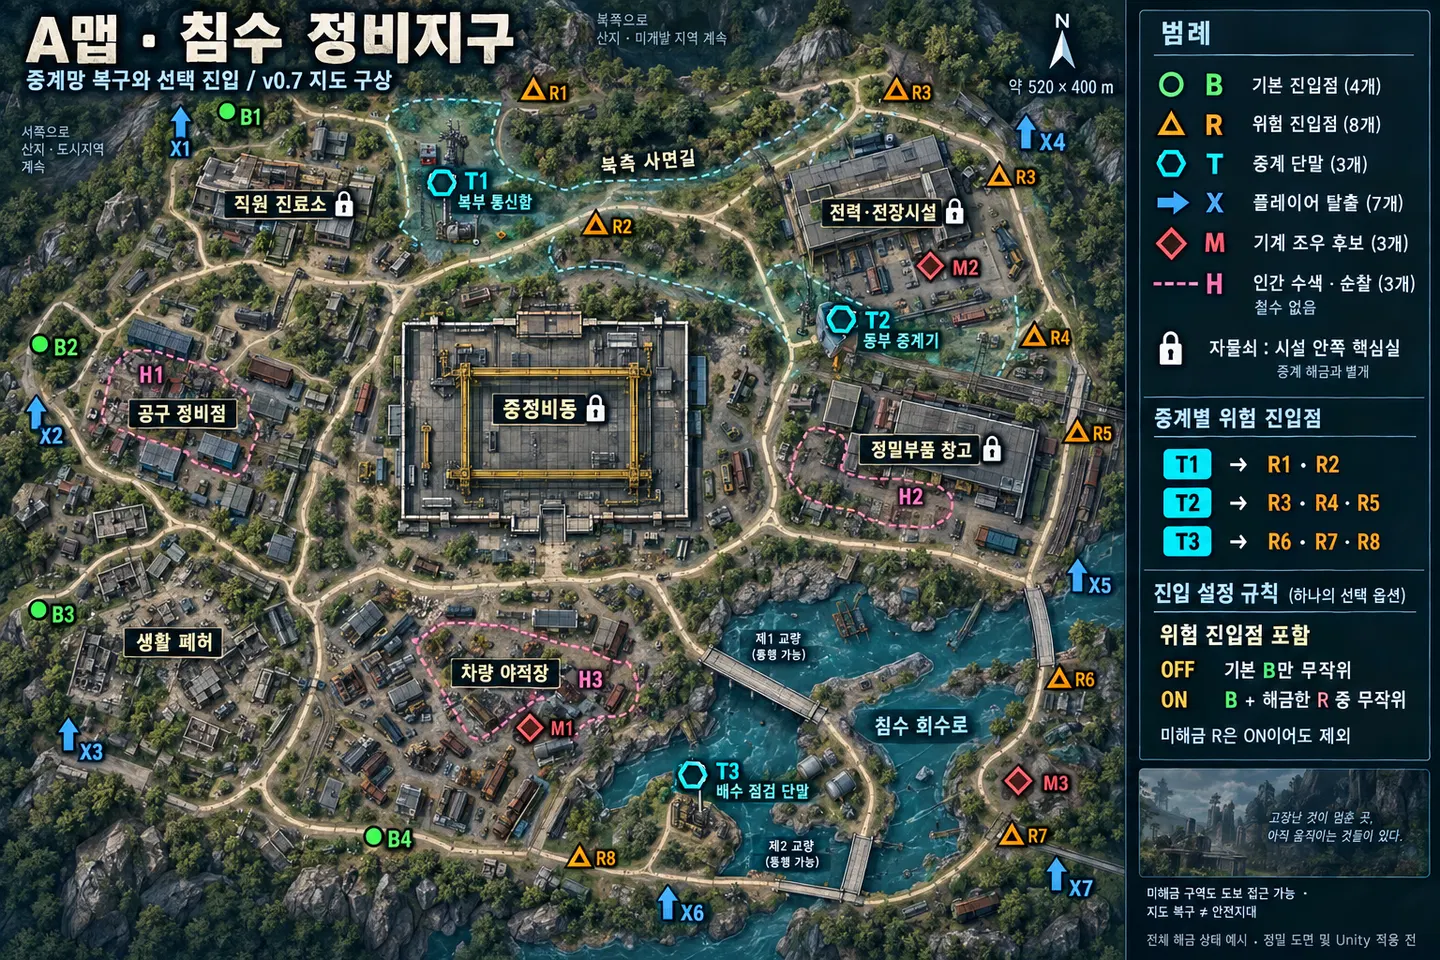 A맵 · 침수 정비지구
중계망 복구와 선택 진입 / v0.7 지도 구상
북쪽으로
산지 · 미개발 지역 계속
N
약 520 × 400 m
서쪽으로
산지 · 도시지역
계속
B1
X1
R1
R3
X4
직원 진료소
T1
북부 통신함
북측 사면길
R2
전력·전장시설
R3
M2
B2
T2
동부 중계기
R4
H1
공구 정비점
X2
중정비동
정밀부품 창고
R5
H2
X5
B3
생활 폐허
차량 야적장
H3
M1
제1 교량
(통행 가능)
R6
침수 회수로
X3
T3
배수 점검 단말
M3
B4
R8
제2 교량
(통행 가능)
R7
X6
X7
범례
B 기본 진입점 (4개)
R 위험 진입점 (8개)
T 중계 단말 (3개)
X 플레이어 탈출 (7개)
M 기계 조우 후보 (3개)
H 인간 수색 · 순찰 (3개)
철수 없음
자물쇠 : 시설 안쪽 핵심실
중계 해금과 별개
중계별 위험 진입점
T1 → R1 · R2
T2 → R3 · R4 · R5
T3 → R6 · R7 · R8
진입 설정 규칙 (하나의 선택 옵션)
위험 진입점 포함
OFF 기본 B만 무작위
ON B + 해금한 R 중 무작위
미해금 R은 ON이어도 제외
고장난 것이 멈춘 곳,
아직 움직이는 것들이 있다.
미해금 구역도 도보 접근 가능 ·
지도 복구 ≠ 안전지대
전체 해금 상태 예시 · 정밀 도면 및 Unity 적용 전